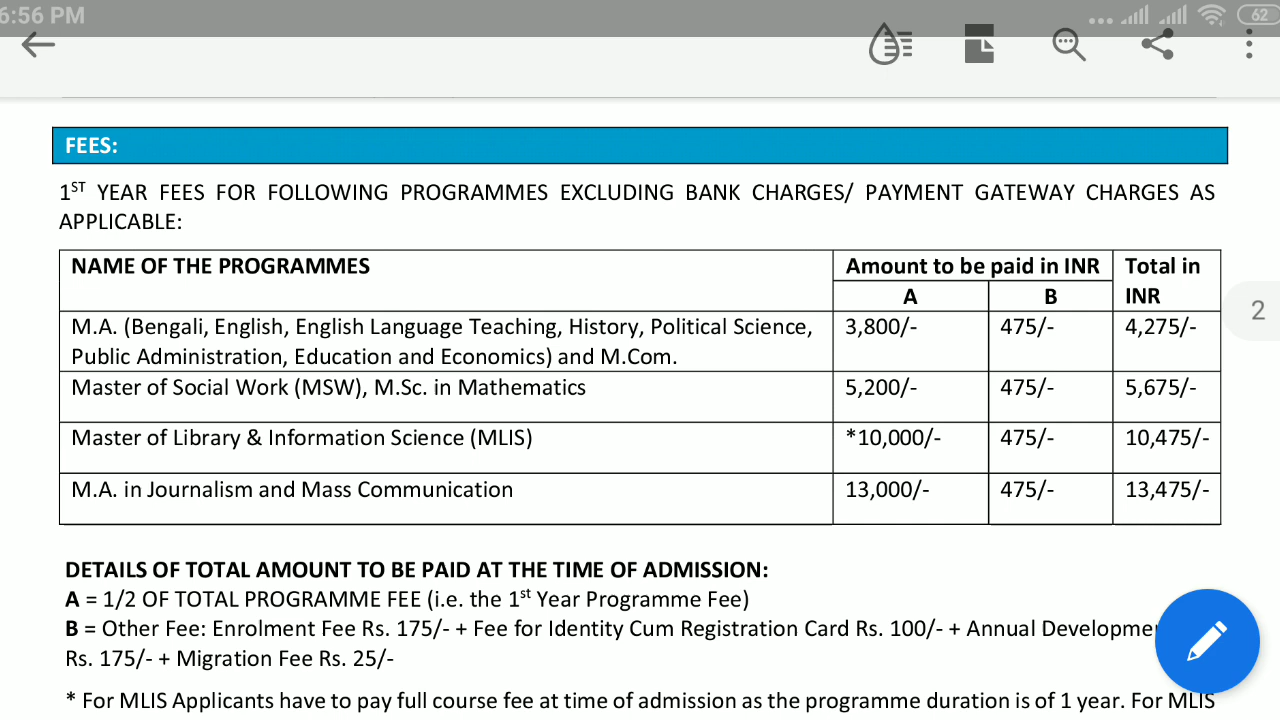 6:56 PM
62
FEES:
1ST YEAR FEES FOR FOLLOWING PROGRAMMES EXCLUDING BANK CHARGES/ PAYMENT GATEWAY CHARGES AS
APPLICABLE:
NAME OF THE PROGRAMMES
Amount to be paid in INR
Total in
INR
A
B
2
M.A. (Bengali, English, English Language Teaching, History, Political Science,
Public Administration, Education and Economics) and M.Com.
3,800/-
475/-
4,275/-
Master of Social Work (MSW), M.Sc. in Mathematics
5,200/-
475/-
5,675/-
Master of Library & Information Science (MLIS)
*10,000/-
475/-
10,475/-
M.A. in Journalism and Mass Communication
13,000/-
475/-
13,475/-
DETAILS OF TOTAL AMOUNT TO BE PAID AT THE TIME OF ADMISSION:
A = 1/2 OF TOTAL PROGRAMME FEE (i.e. the 1st Year Programme Fee)
B = Other Fee: Enrolment Fee Rs. 175/- + Fee for Identity Cum Registration Card Rs. 100/- + Annual
Rs. 175/- + Migration Fee Rs. 25/-
* For MLIS Applicants have to pay full course fee at time of admission as the programme duration is of 1 year. For MLIS